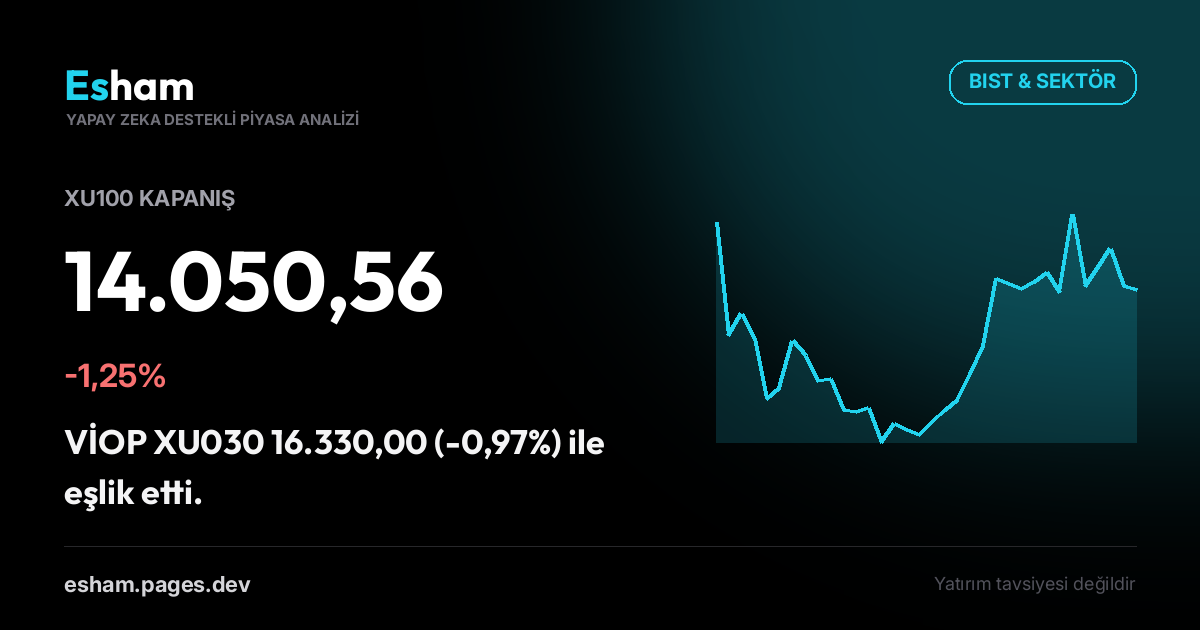 Esham
YAPAY ZEKA DESTEKLİ PİYASA ANALİZİ
BIST & SEKTÖR
XU100 KAPANIŞ
14.050,56
-1,25%
VİOP XU030 16.330,00 (-0,97%) ile
eşlik etti.
esham.pages.dev
Yatırım tavsiyesi değildir